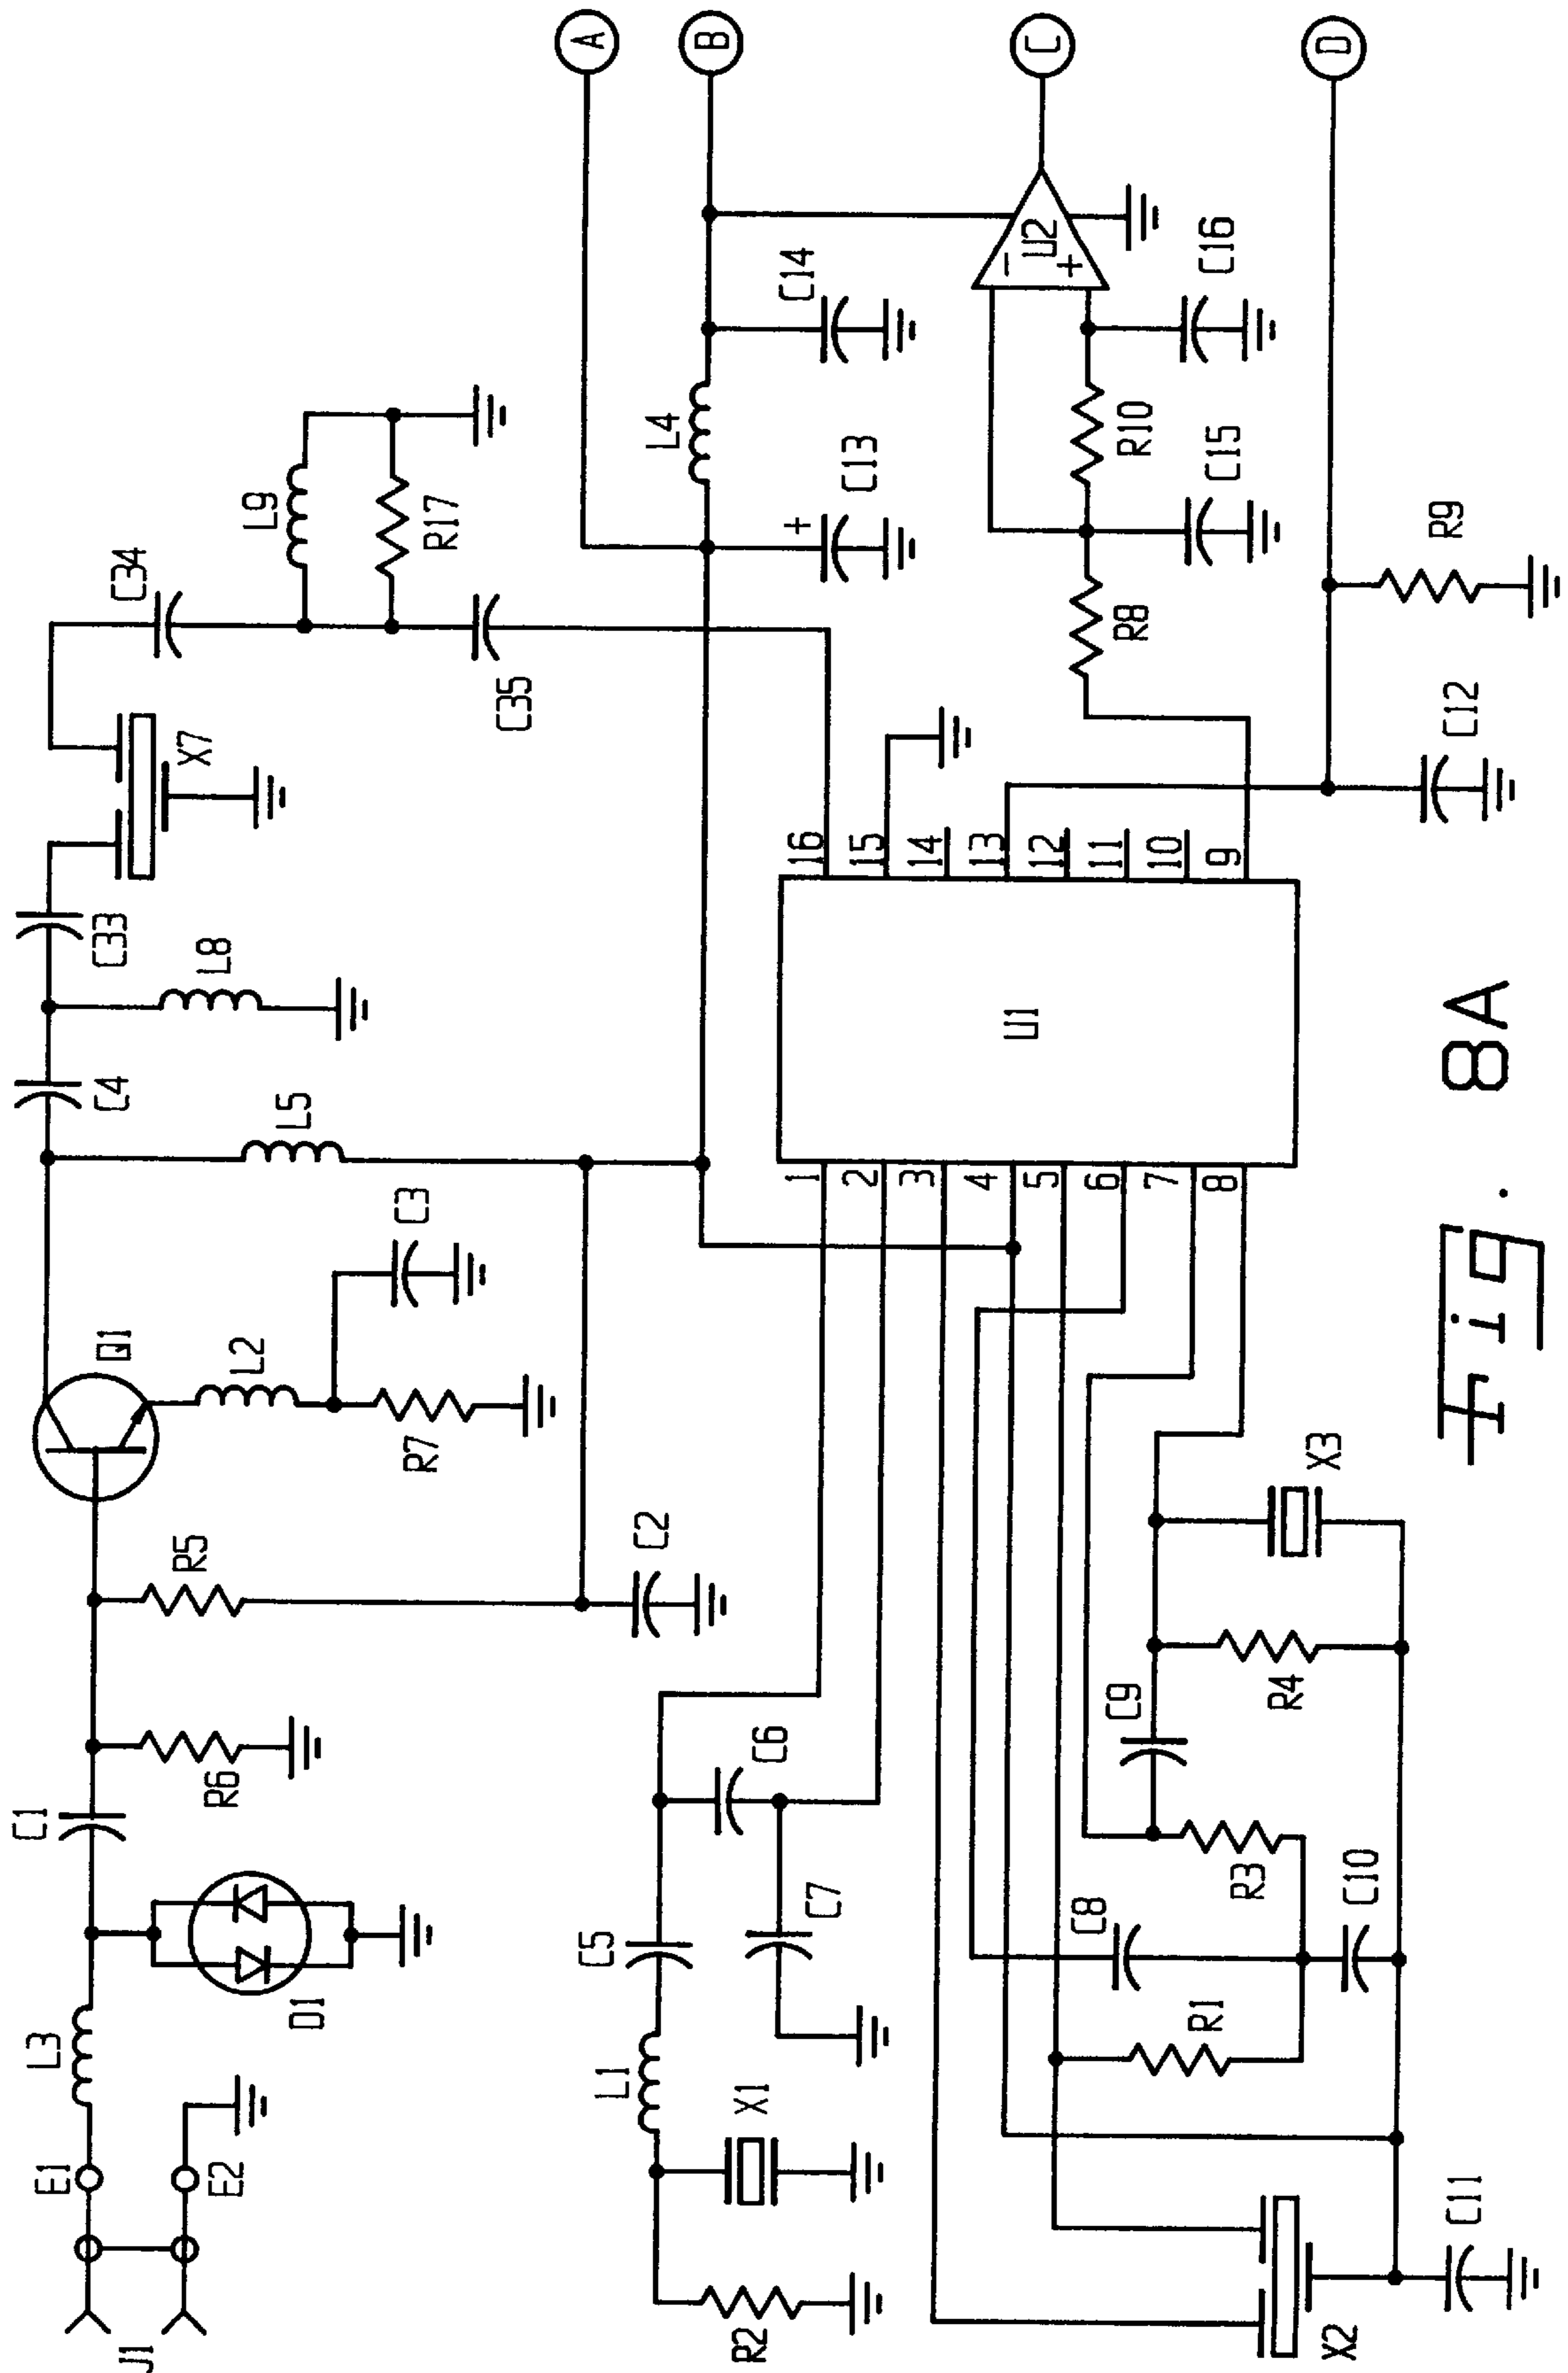 A
B
C
D
J1
E1
E2
L3
D1
C1
R6
R5
C2
Q1
L2
R7
C3
L5
C4
L8
C33
X7
C34
L9
R17
C35
L4
C13
+
C14
U2
−
+
R8
R10
C15
C16
R9
C12
R2
X1
L1
C5
C6
C7
U1
1
2
3
4
5
6
7
8
16
15
14
13
12
11
10
9
X2
C11
R1
C8
C10
R3
C9
R4
X3
Fig. 8A